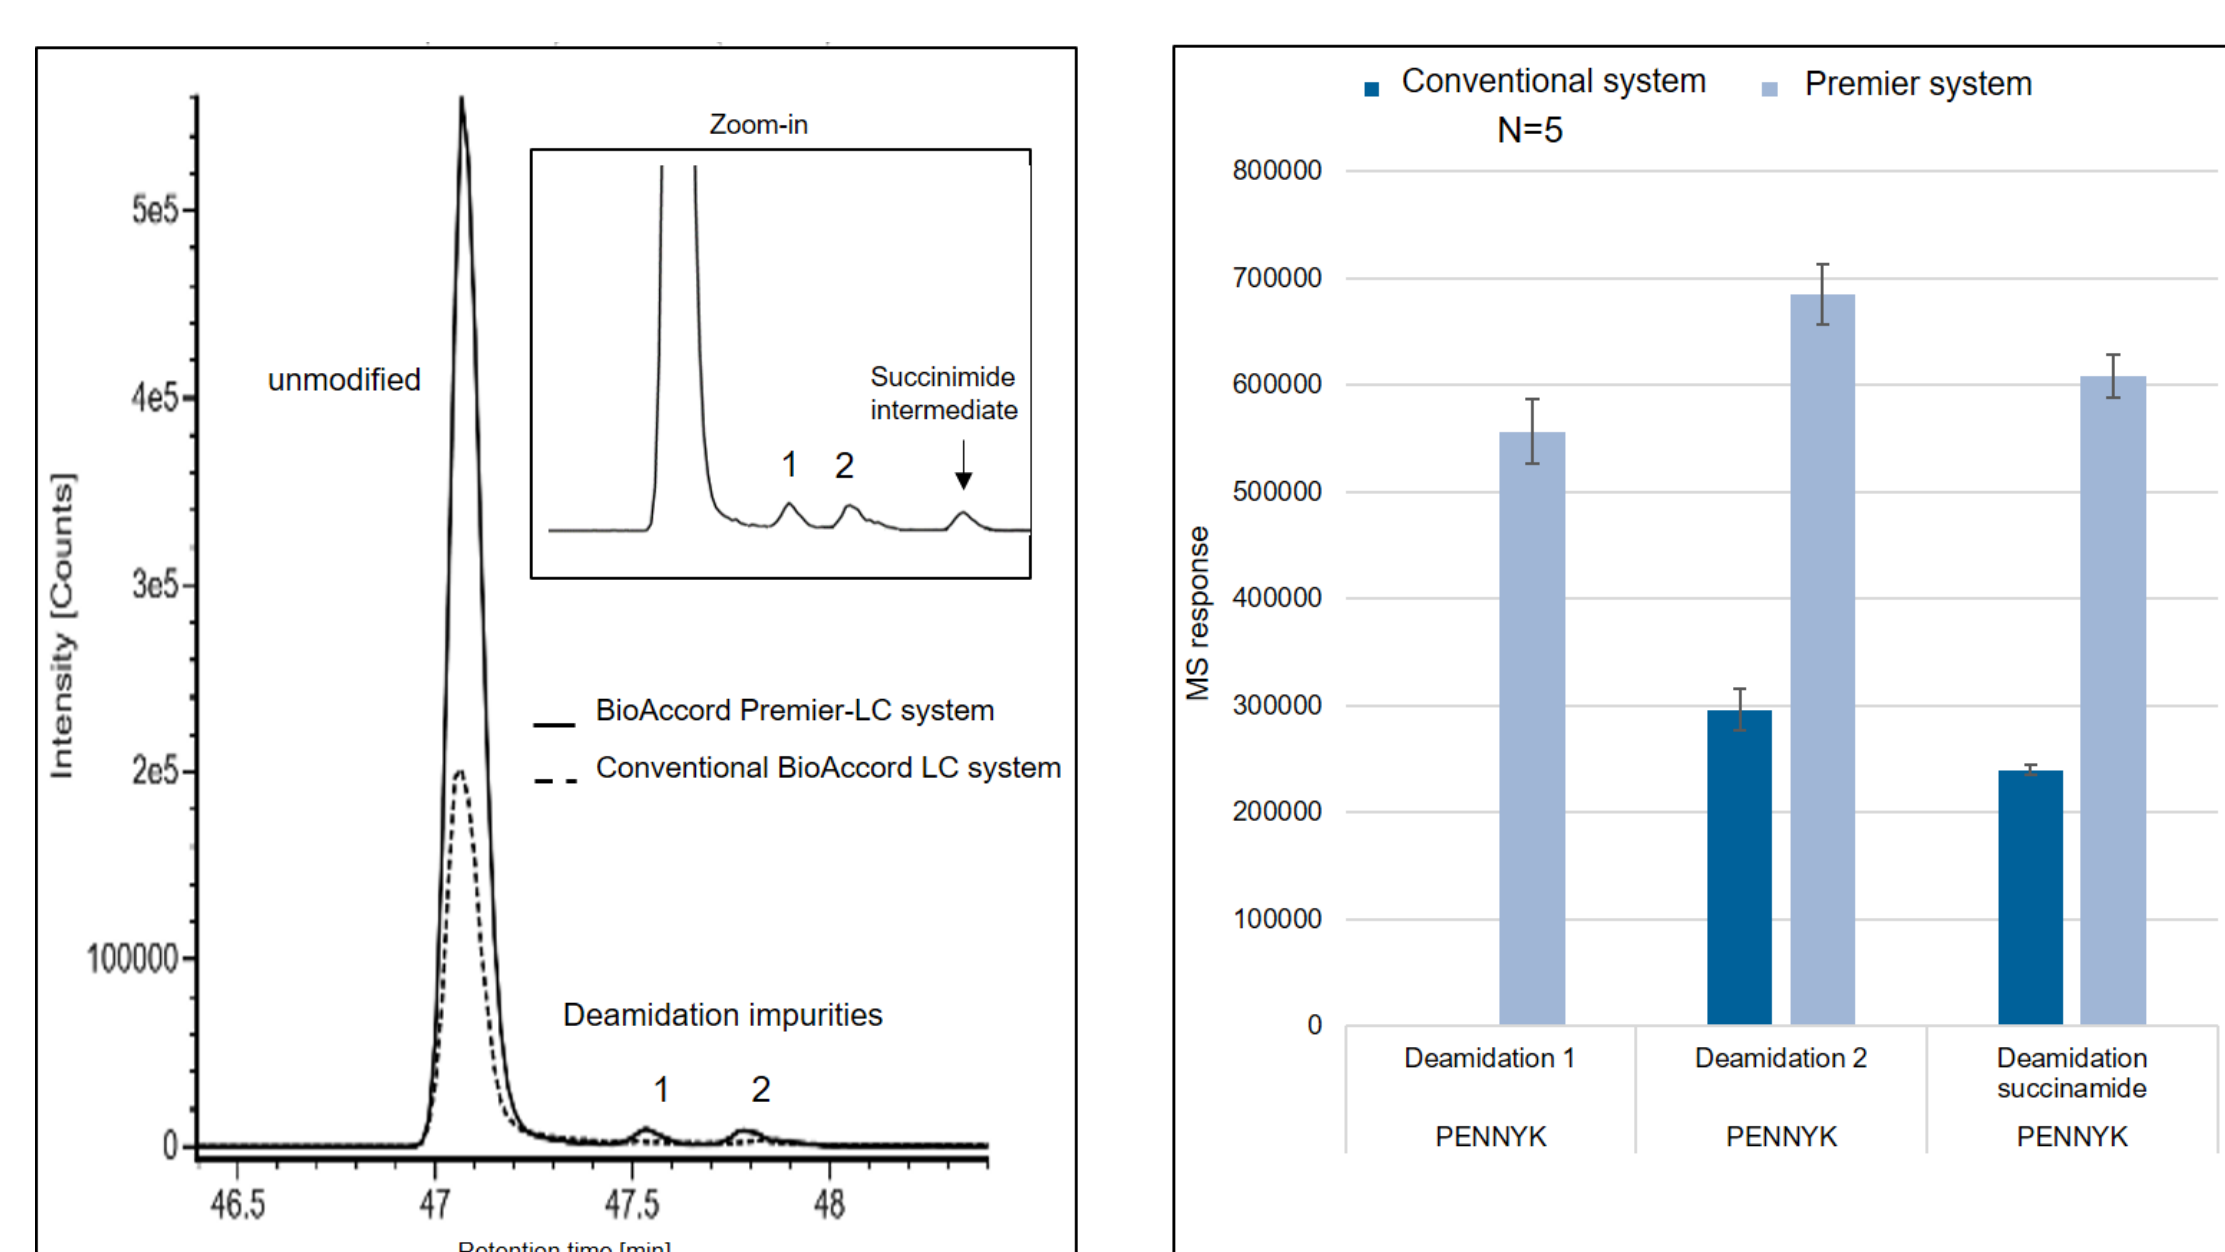 Zoom-in
5e5
unmodified
4e5
Succinimide
intermediate
1 2
Intensity [Counts]
3e5
BioAccord Premier-LC system
Conventional BioAccord LC system
2e5
100000
Deamidation impurities
1 2
0
46.5 47 47.5 48
Retention time [min]
Conventional system Premier system
N=5
800000
700000
600000
500000
MS response
400000
300000
200000
100000
0
Deamidation 1 Deamidation 2 Deamidation
succinamide
PENNYK PENNYK PENNYK